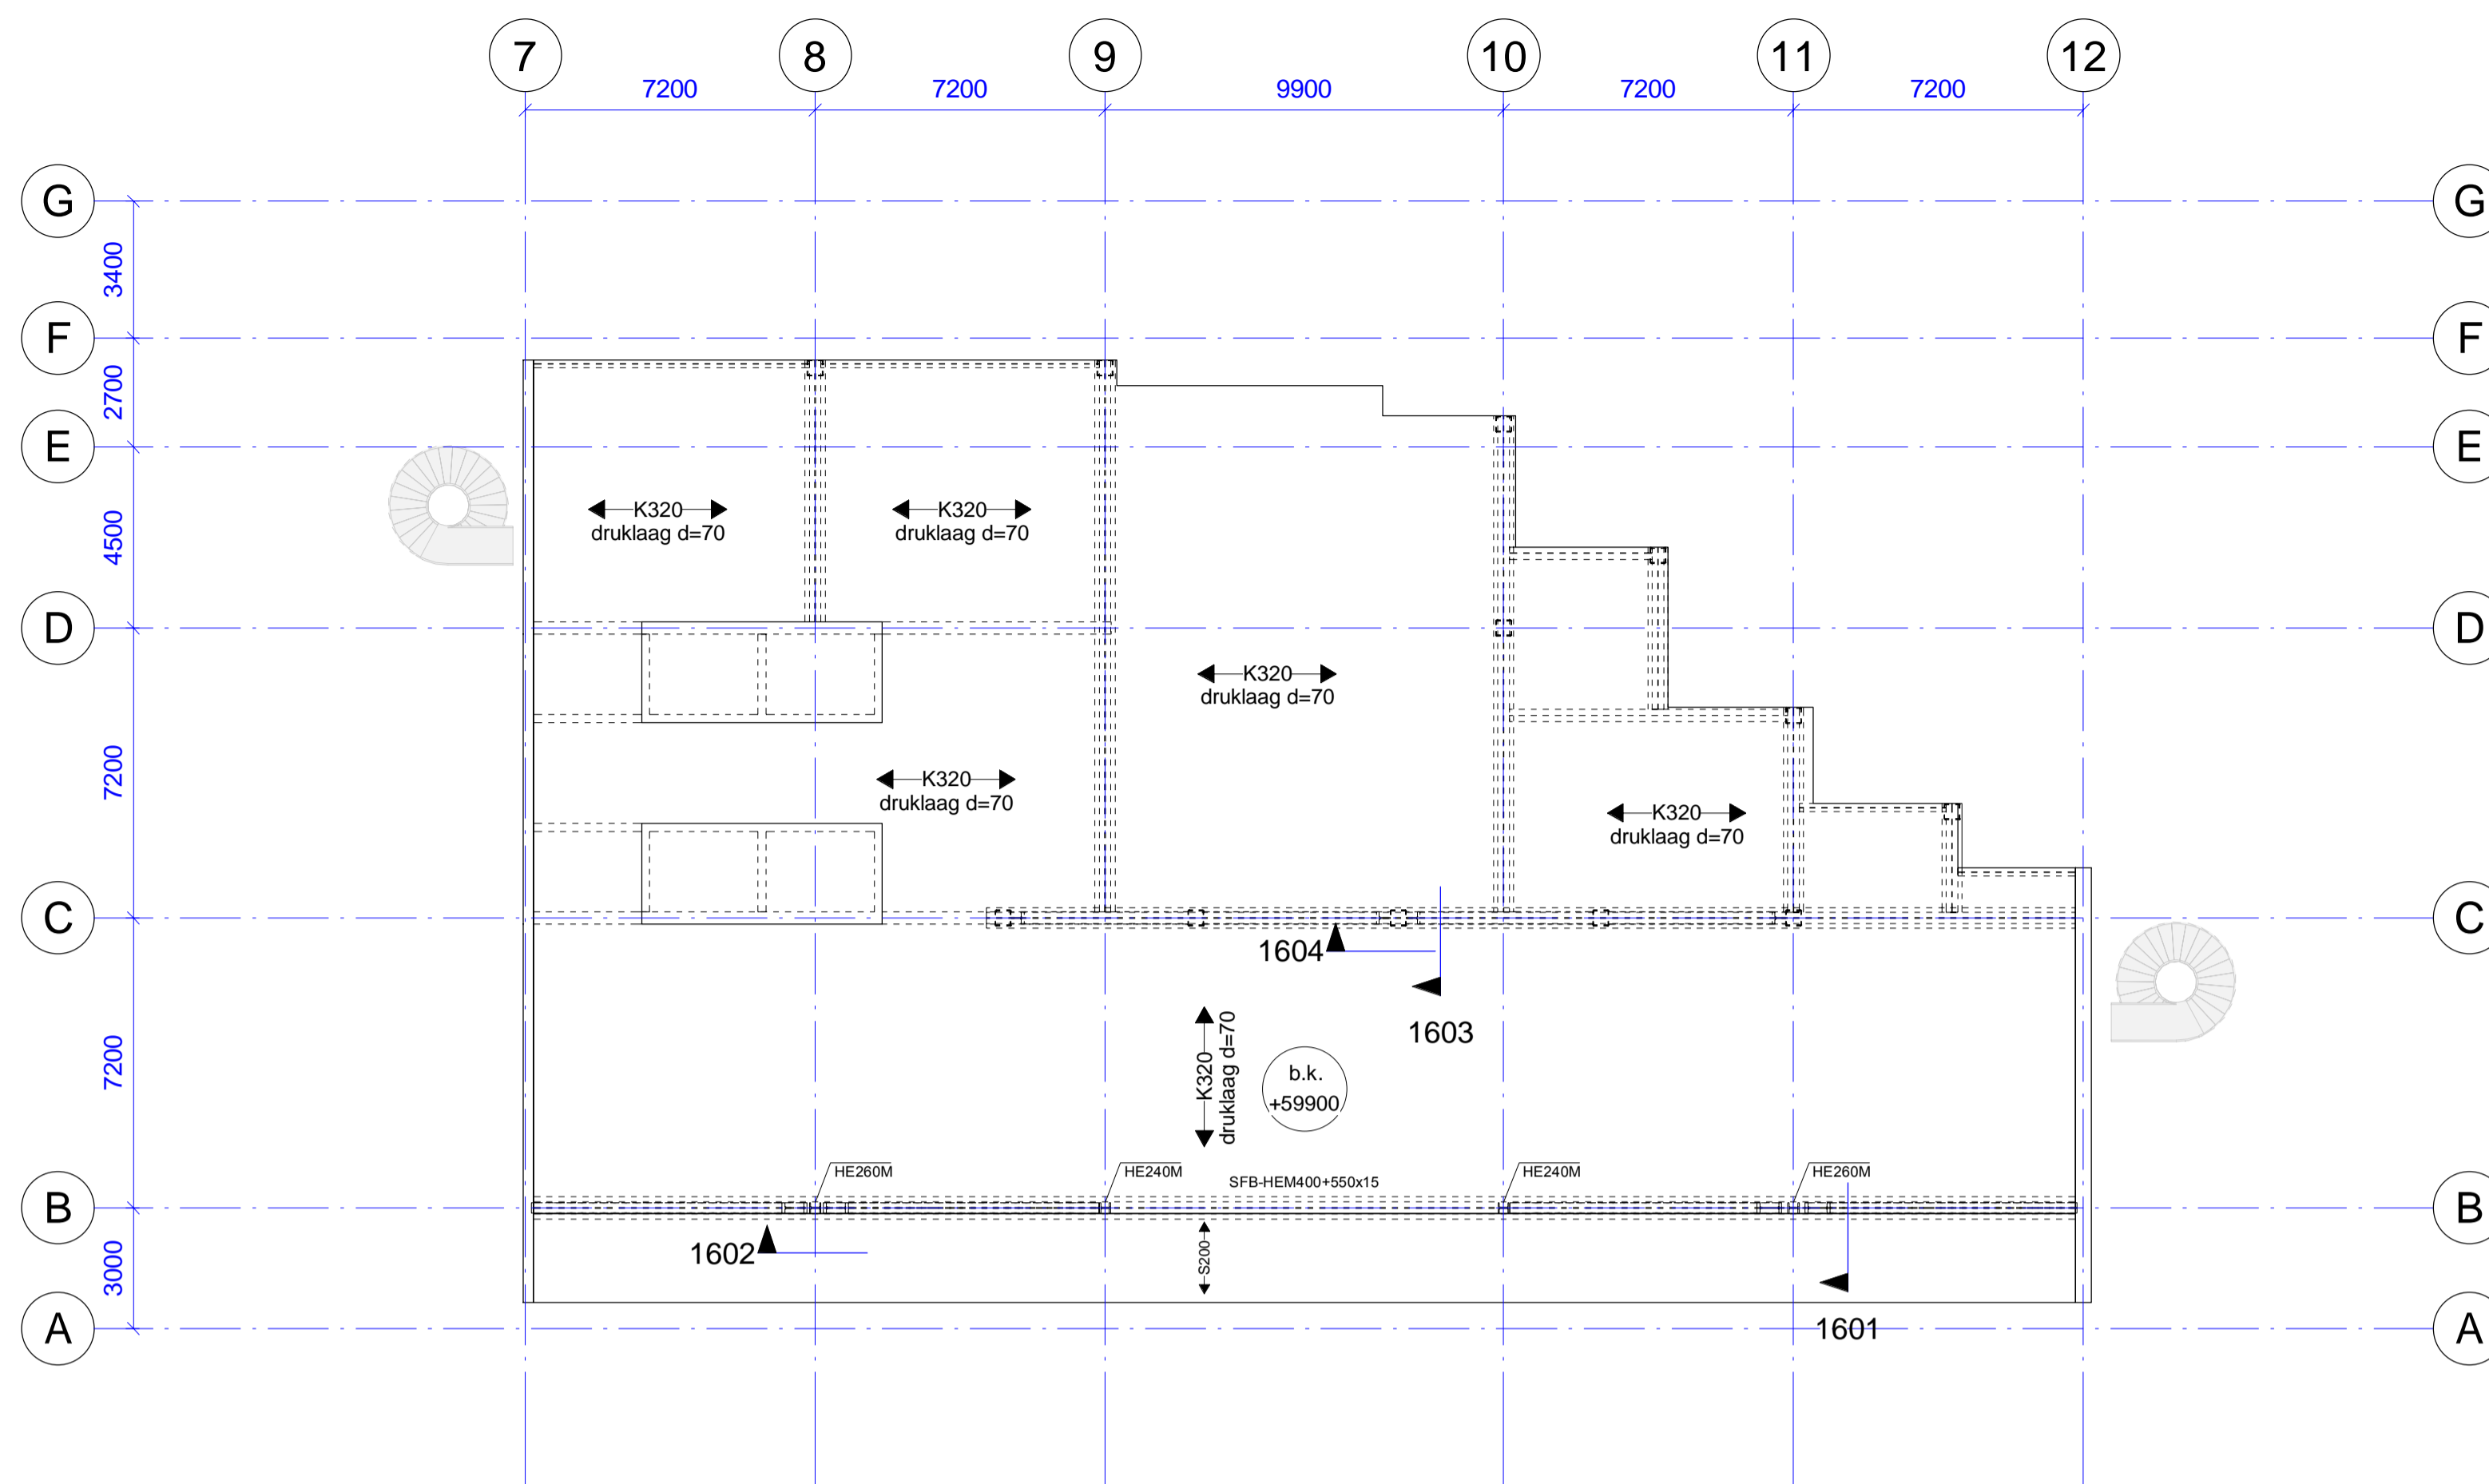 7 8 9 10 11 12
7200 7200 9900 7200 7200
G G
3400
F F
2700
E E
4500
K320
druklaag d=70
K320
druklaag d=70
D D
K320
druklaag d=70
7200
K320
druklaag d=70
K320
druklaag d=70
C C
1604
1603
7200
K320
druklaag d=70
b.k.
+59900
HE260M
HE240M
SFB-HEM400+550x15
HE240M
HE260M
B B
1602
S200
3000
A A
1601